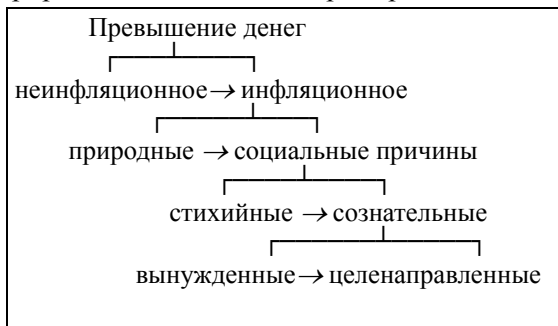 Превышение денег
неинфляционное → инфляционное
природные → социальные причины
стихийные → сознательные
вынужденные → целенаправленные